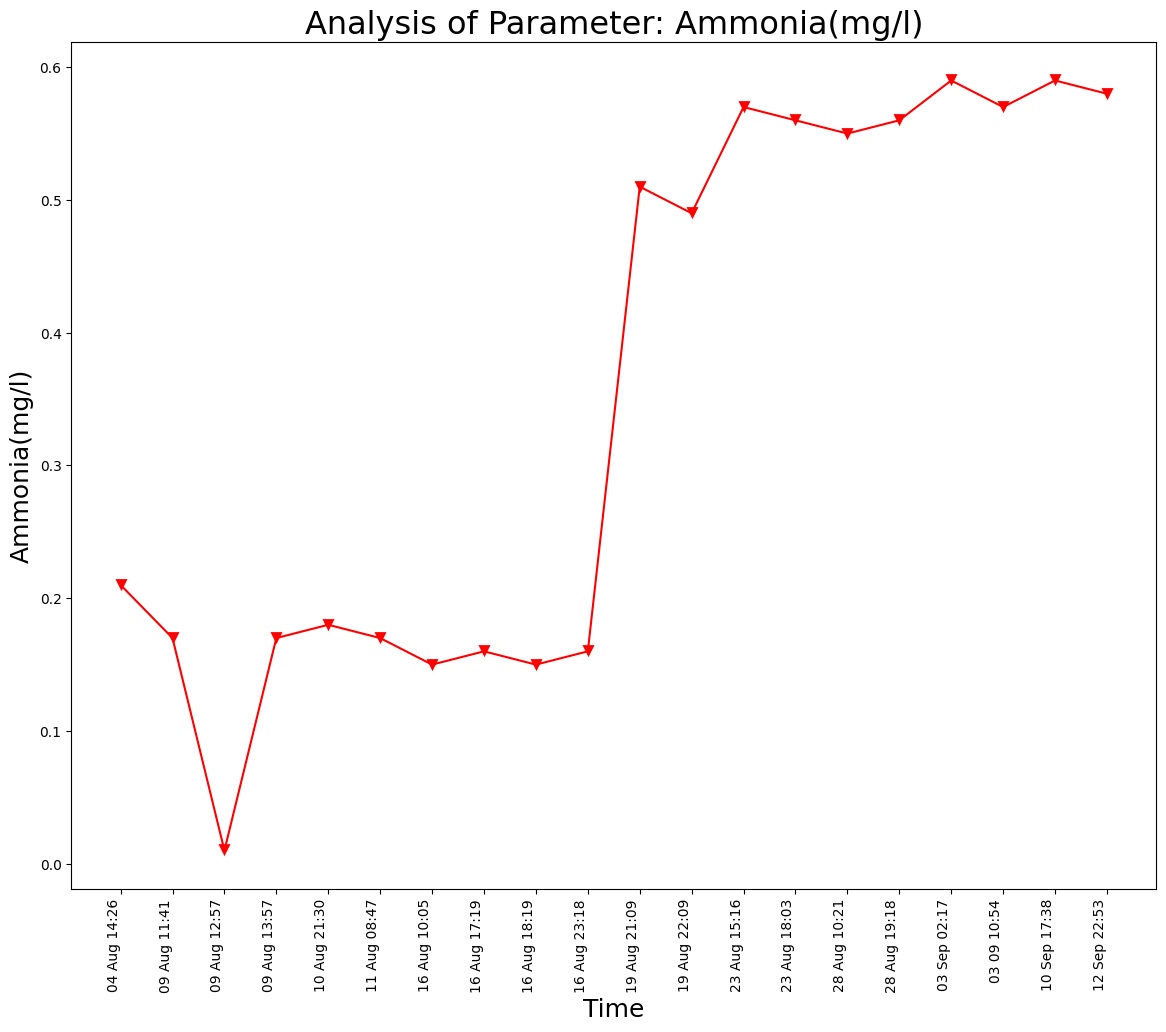 Analysis of Parameter: Ammonia(mg/l)
Ammonia(mg/l)
0.6
0.5
0.4
0.3
0.2
0.1
0.0
04 Aug 14:26
09 Aug 11:41
09 Aug 12:57
09 Aug 13:57
10 Aug 21:30
11 Aug 08:47
16 Aug 10:05
16 Aug 17:19
16 Aug 18:19
16 Aug 23:18
19 Aug 21:09
19 Aug 22:09
23 Aug 15:16
23 Aug 18:03
28 Aug 10:21
28 Aug 19:18
03 Sep 02:17
03 09 10:54
10 Sep 17:38
12 Sep 22:53
Time